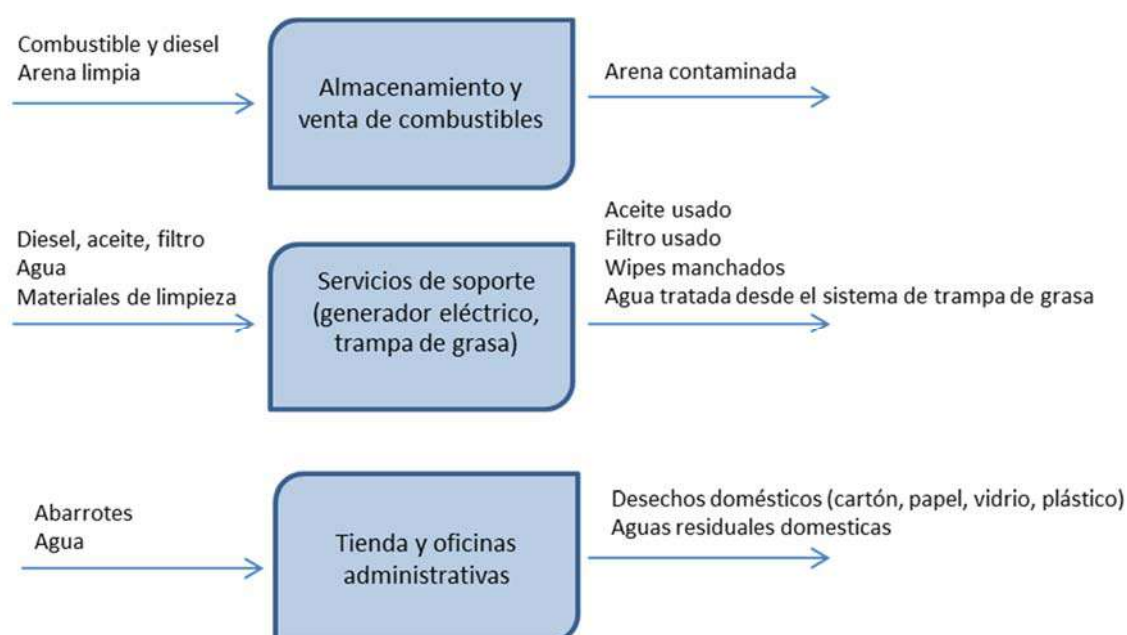 Combustible y diesel
Arena limpia
Almacenamiento y
venta de combustibles
Arena contaminada
Diesel, aceite, filtro
Agua
Materiales de limpieza
Servicios de soporte
(generador eléctrico,
trampa de grasa)
Aceite usado
Filtro usado
Wipes manchados
Agua tratada desde el sistema de trampa de grasa
Abarrotes
Agua
Tienda y oficinas
administrativas
Desechos domésticos (cartón, papel, vidrio, plástico)
Aguas residuales domesticas